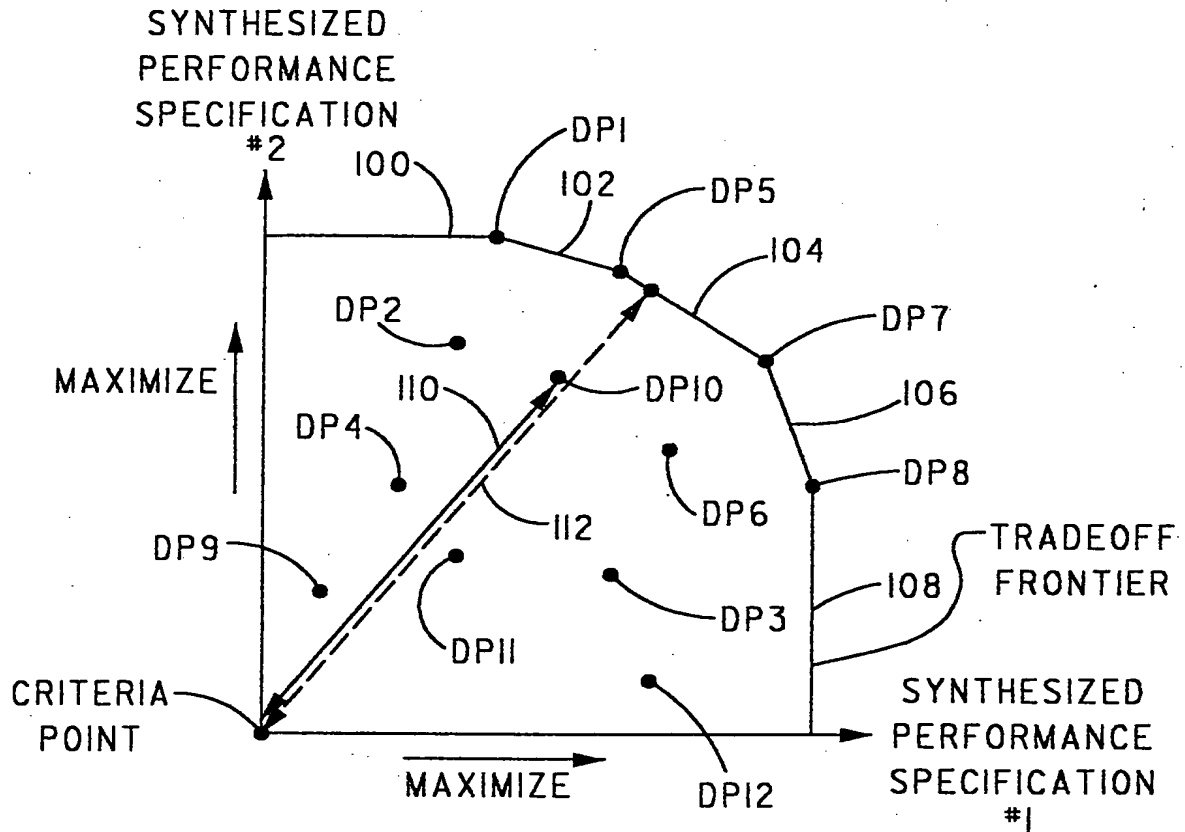 SYNTHESIZED
PERFORMANCE
SPECIFICATION
#2
DP1
100
102
DP5
104
DP2
DP7
MAXIMIZE
110
DP10
106
DP4
DP8
DP6
112
DP9
TRADEOFF
FRONTIER
108
DP3
DP11
CRITERIA
POINT
SYNTHESIZED
PERFORMANCE
SPECIFICATION
#1
MAXIMIZE
DP12